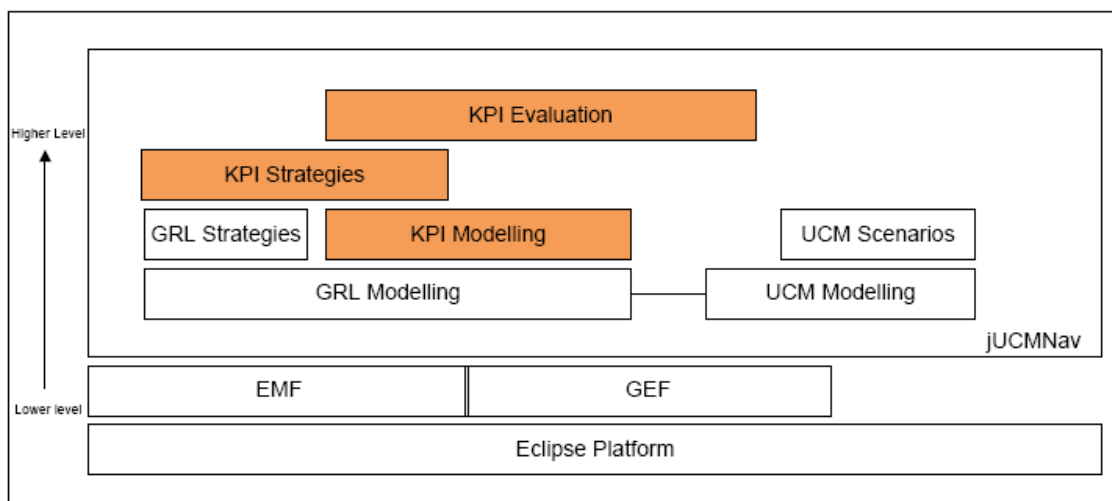 KPI Evaluation
Higher Level
KPI Strategies
GRL Strategies
KPI Modelling
UCM Scenarios
GRL Modelling
UCM Modelling
jUCMNav
EMF
GEF
Lower level
Eclipse Platform